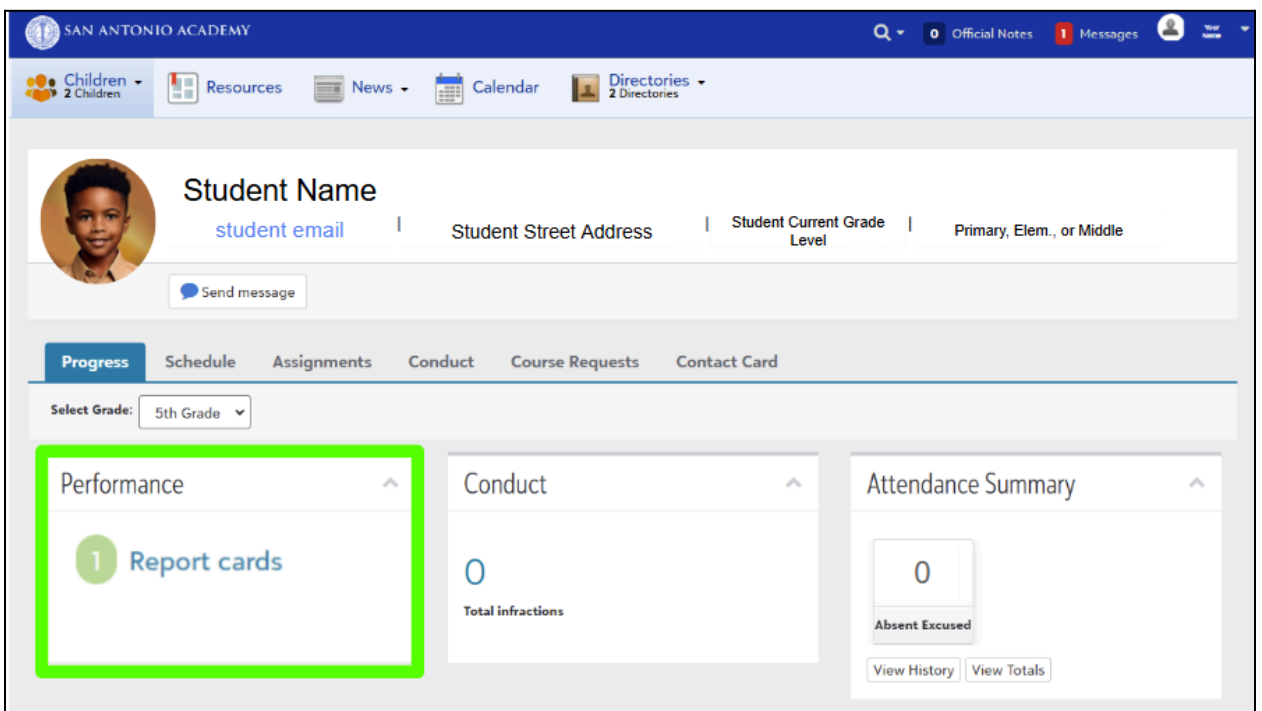 SAN ANTONIO ACADEMY
0 Official Notes 1 Messages Your Name
Children
2 Children
Resources
News
Calendar
Directories
2 Directories
Student Name
student email | Student Street Address | Student Current Grade Level | Primary, Elem., or Middle
Send message
Progress Schedule Assignments Conduct Course Requests Contact Card
Select Grade: 5th Grade
Performance
1 Report cards
Conduct
0
Total infractions
Attendance Summary
0
Absent Excused
View History View Totals